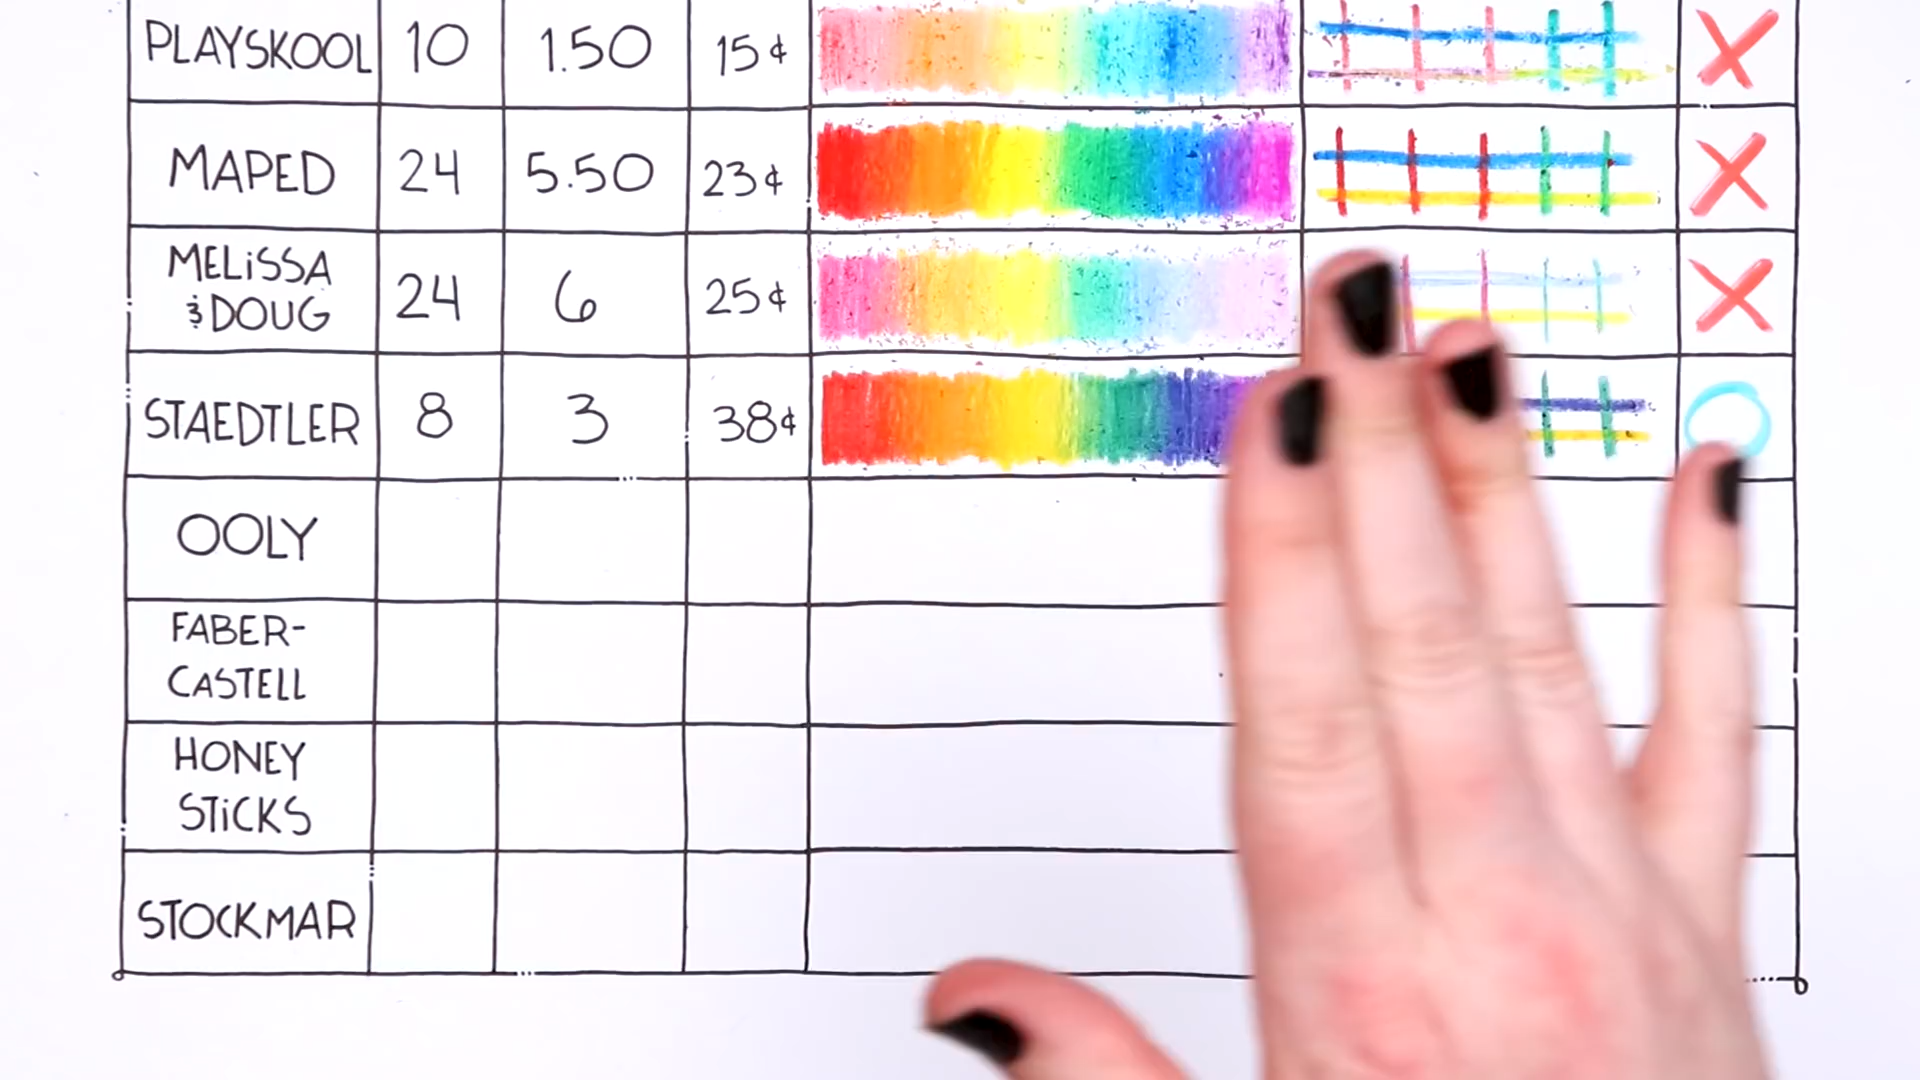 PLAYSKOOL 10 1.50 15¢
MAPED 24 5.50 23¢
MELiSSA
& DOUG 24 6 25¢
STAEDTLER 8 3 38¢
OOLY
FABER-
CASTELL
HONEY
STiCKS
STOCKMAR